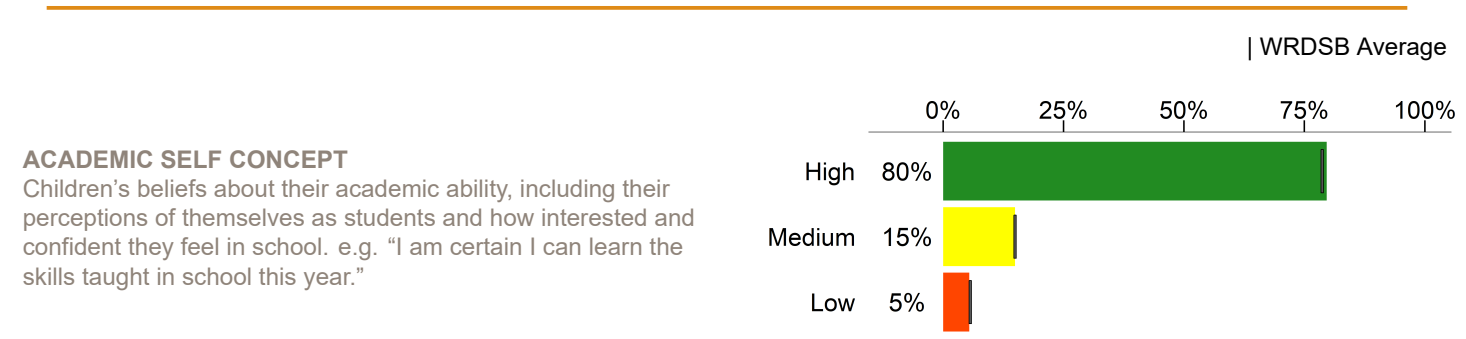 | WRDSB Average
0% 25% 50% 75% 100%
ACADEMIC SELF CONCEPT
Children’s beliefs about their academic ability, including their
perceptions of themselves as students and how interested and
confident they feel in school. e.g. “I am certain I can learn the
skills taught in school this year.”
High 80%
Medium 15%
Low 5%